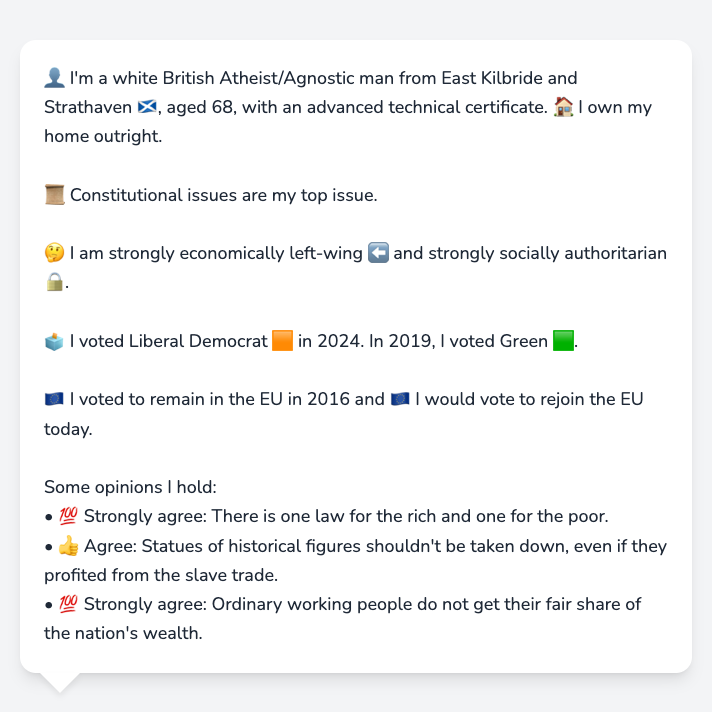 👤 I'm a white British Atheist/Agnostic man from East Kilbride and
Strathaven 🏴󠁧󠁢󠁳󠁣󠁴󠁿, aged 68, with an advanced technical certificate. 🏠 I own my
home outright.
📜 Constitutional issues are my top issue.
🤔 I am strongly economically left-wing ⬅️ and strongly socially authoritarian
🔒.
🗳️ I voted Liberal Democrat 🟧 in 2024. In 2019, I voted Green 🟩.
🇪🇺 I voted to remain in the EU in 2016 and 🇪🇺 I would vote to rejoin the EU
today.
Some opinions I hold:
• 💯 Strongly agree: There is one law for the rich and one for the poor.
• 👍 Agree: Statues of historical figures shouldn't be taken down, even if they
profited from the slave trade.
• 💯 Strongly agree: Ordinary working people do not get their fair share of
the nation's wealth.